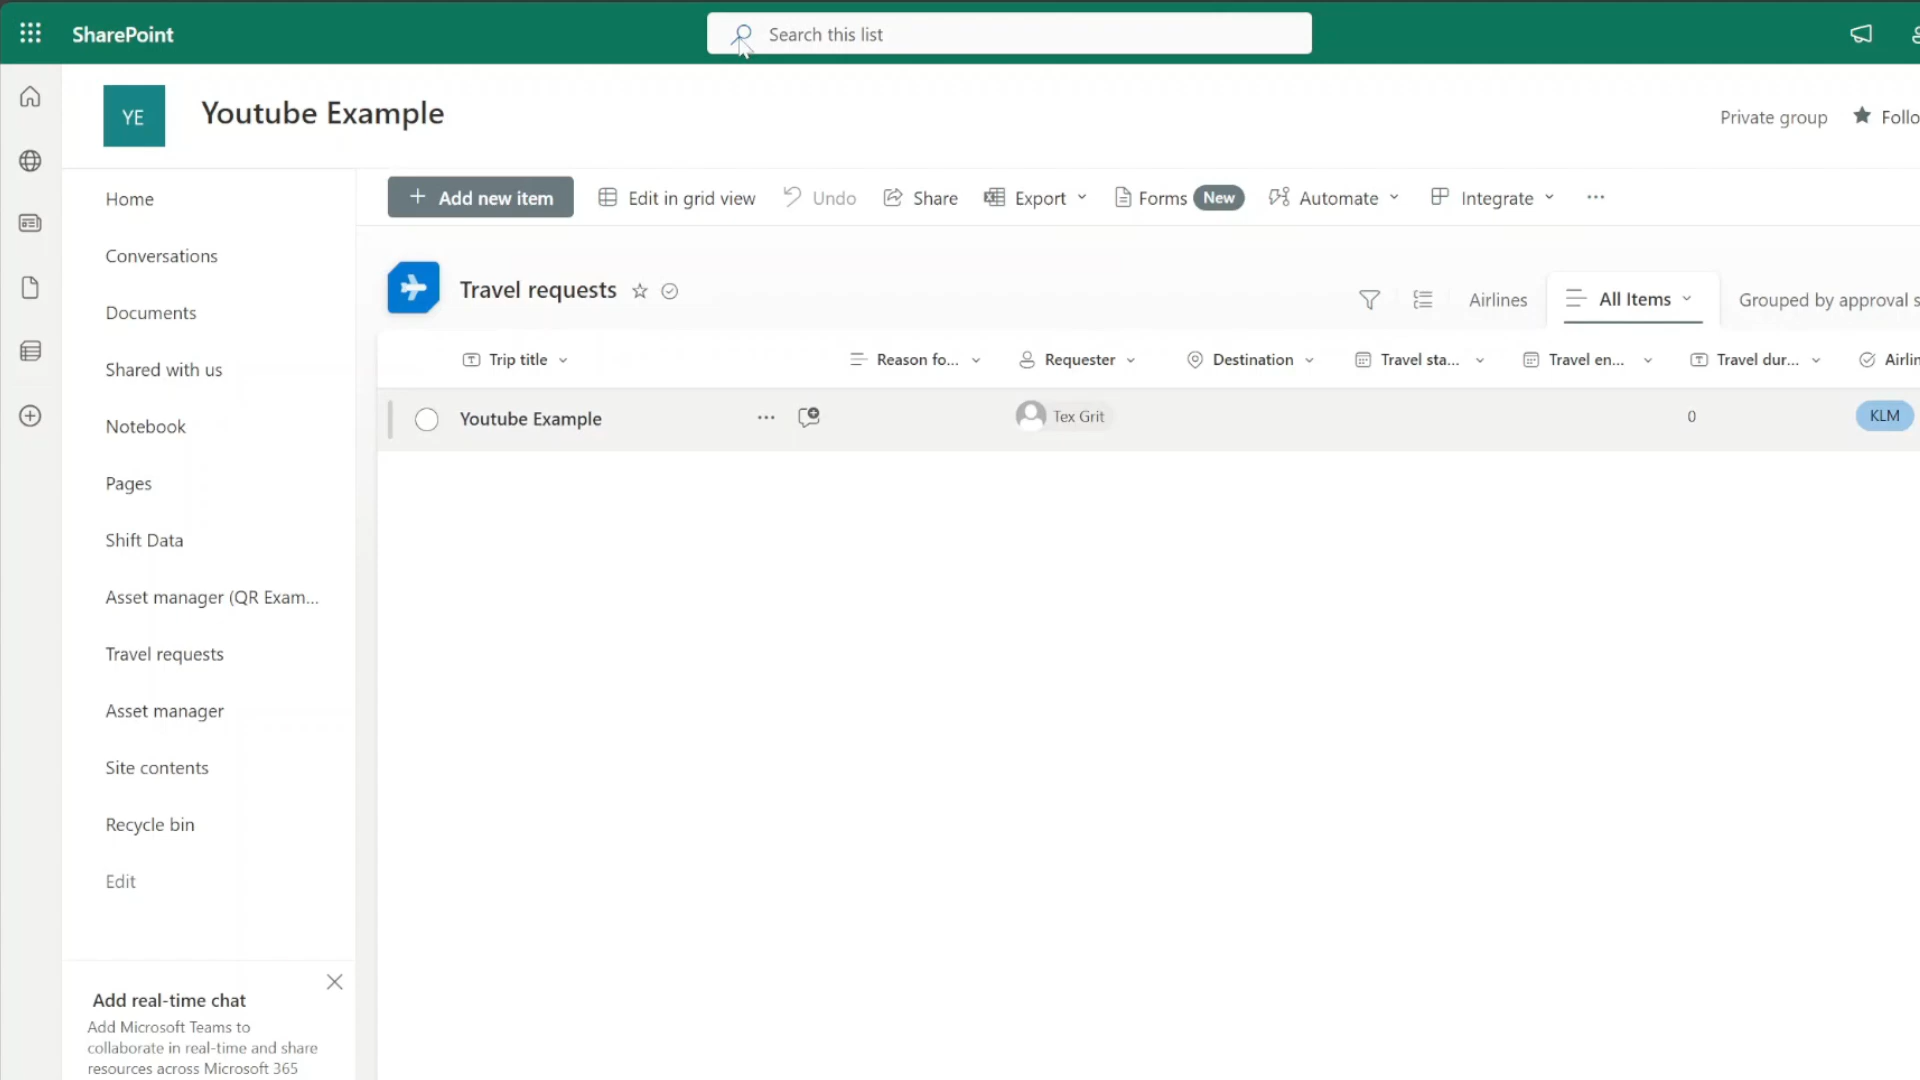 SharePoint
Search this list
YE
Youtube Example
Private group
Follo
Home
Conversations
Documents
Shared with us
Notebook
Pages
Shift Data
Asset manager (QR Exam...
Travel requests
Asset manager
Site contents
Recycle bin
Edit
Add real-time chat
Add Microsoft Teams to
collaborate in real-time and share
resources across Microsoft 365
Add new item
Edit in grid view
Undo
Share
Export
Forms New
Automate
Integrate
Travel requests
Airlines
All Items
Grouped by approval s
Trip title
Reason fo...
Requester
Destination
Travel sta...
Travel en...
Travel dur...
Airlin
Youtube Example
Tex Grit
0
KLM